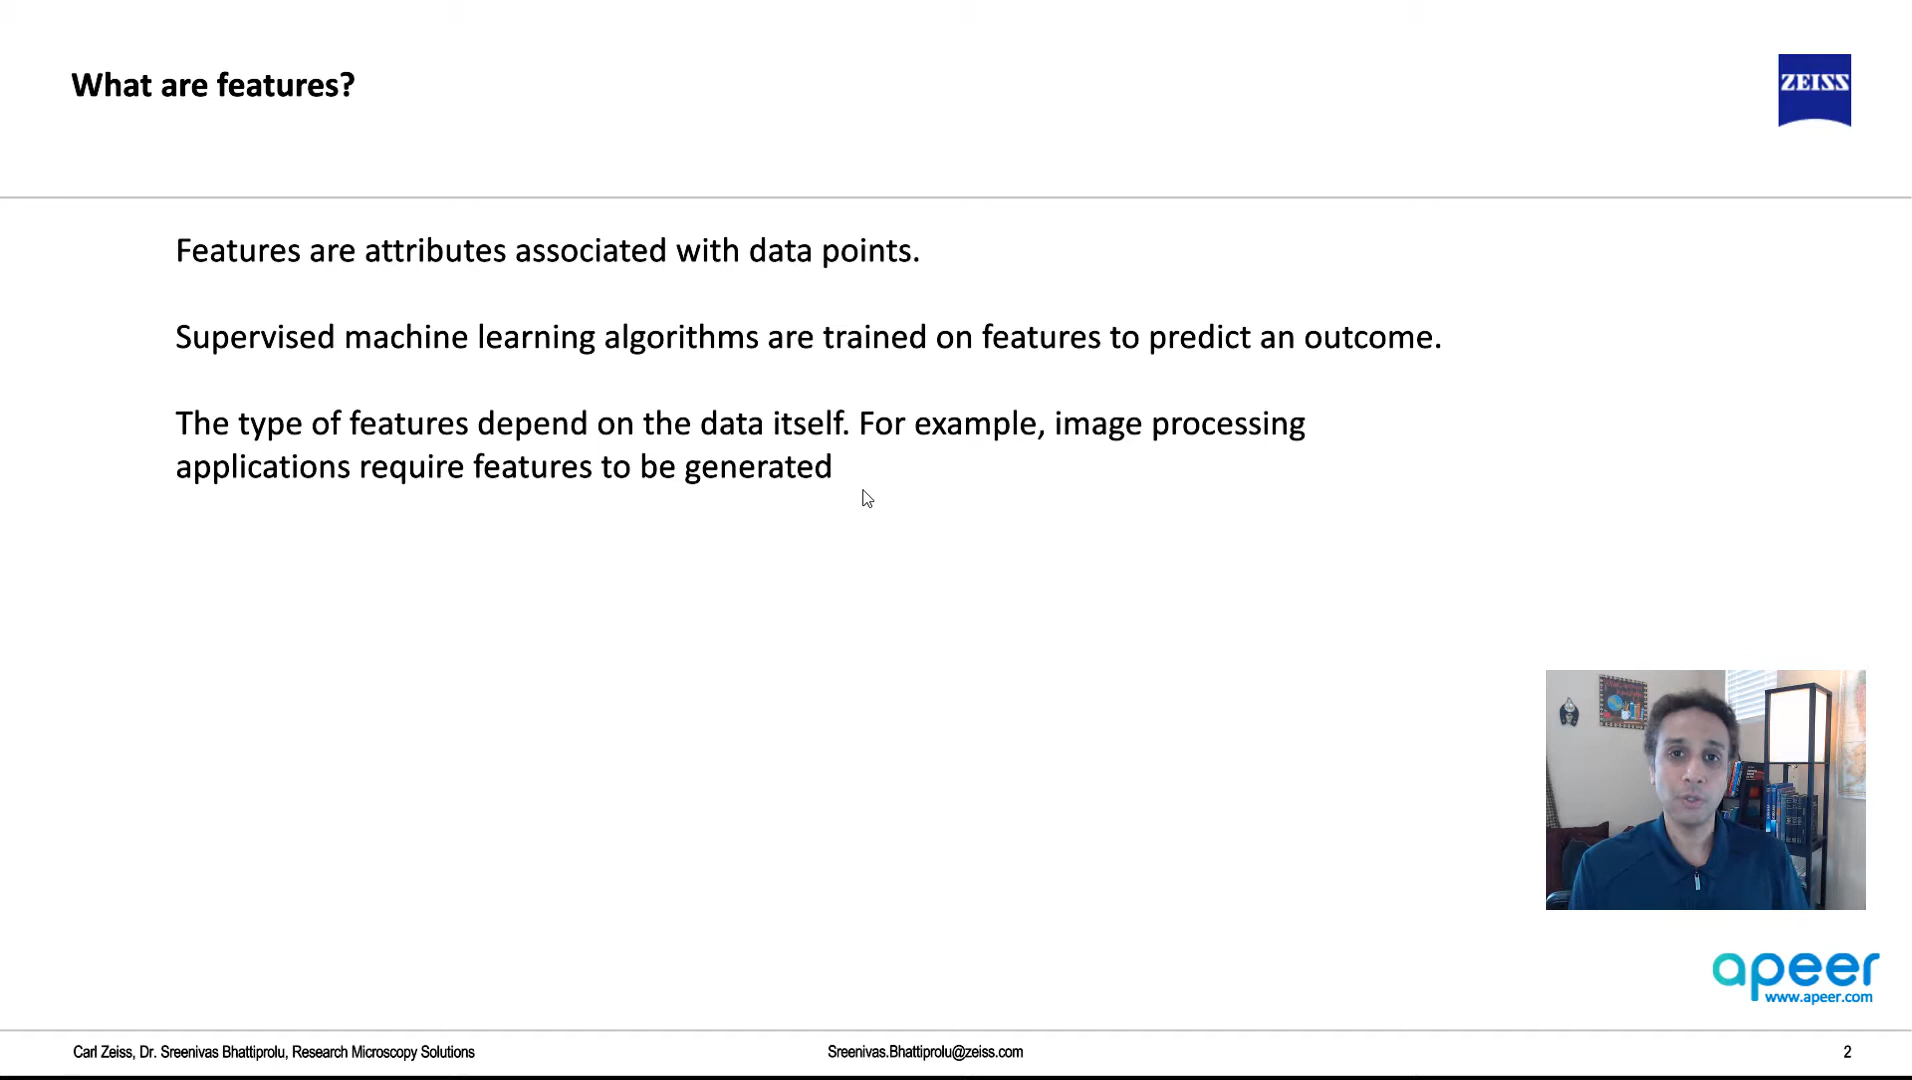 What are features?
ZEISS
Features are attributes associated with data points.
Supervised machine learning algorithms are trained on features to predict an outcome.
The type of features depend on the data itself. For example, image processing
applications require features to be generated
apeer
www.apeer.com
Carl Zeiss, Dr. Sreenivas Bhattiprolu, Research Microscopy Solutions
Sreenivas.Bhattiprolu@zeiss.com
2